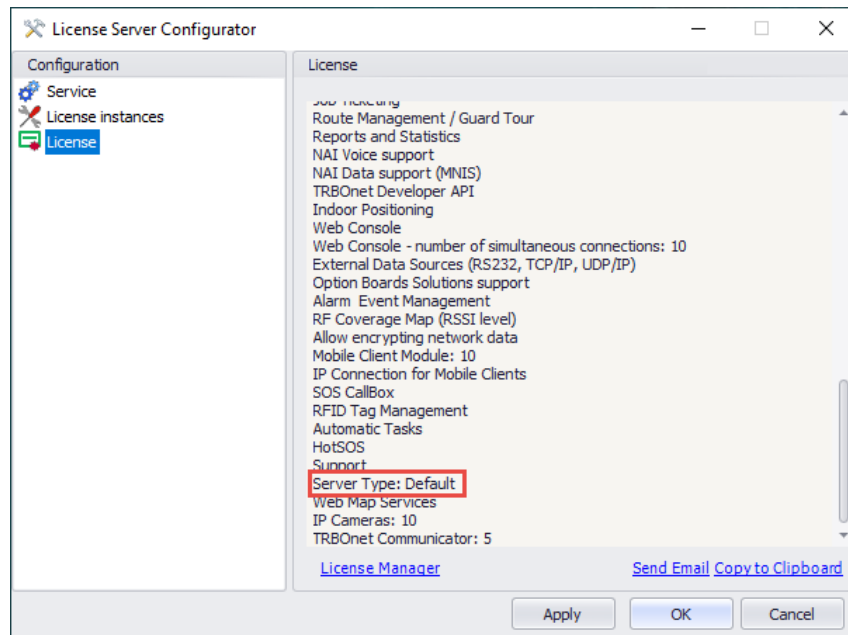 License Server Configurator
Configuration
Service
License instances
License
License
Job Ticketing
Route Management / Guard Tour
Reports and Statistics
NAI Voice support
NAI Data support (MNIS)
TRBOnet Developer API
Indoor Positioning
Web Console
Web Console - number of simultaneous connections: 10
External Data Sources (RS232, TCP/IP, UDP/IP)
Option Boards Solutions support
Alarm Event Management
RF Coverage Map (RSSI level)
Allow encrypting network data
Mobile Client Module: 10
IP Connection for Mobile Clients
SOS CallBox
RFID Tag Management
Automatic Tasks
HotSOS
Support
Server Type: Default
Web Map Services
IP Cameras: 10
TRBOnet Communicator: 5
License Manager Send Email Copy to Clipboard
Apply OK Cancel